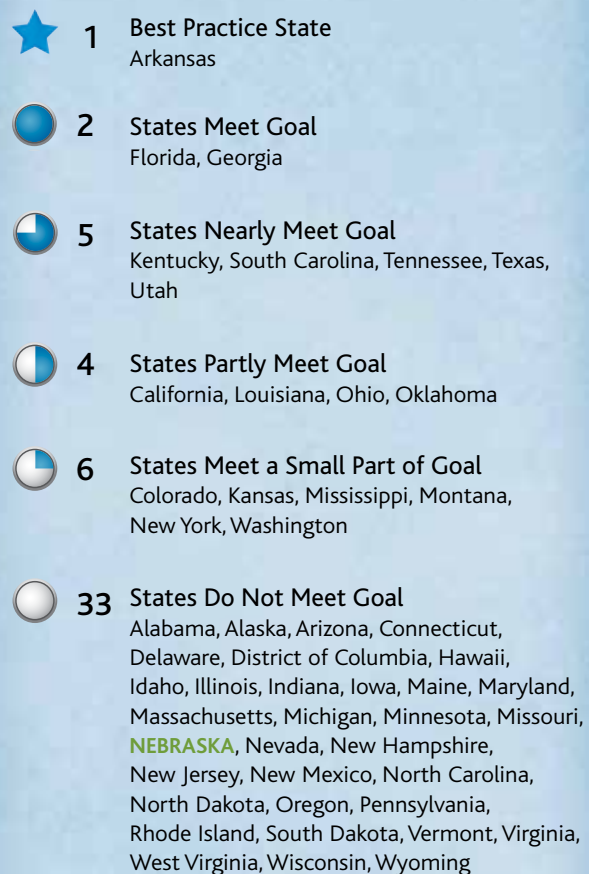 1 Best Practice State
Arkansas
2 States Meet Goal
Florida, Georgia
5 States Nearly Meet Goal
Kentucky, South Carolina, Tennessee, Texas,
Utah
4 States Partly Meet Goal
California, Louisiana, Ohio, Oklahoma
6 States Meet a Small Part of Goal
Colorado, Kansas, Mississippi, Montana,
New York, Washington
33 States Do Not Meet Goal
Alabama, Alaska, Arizona, Connecticut,
Delaware, District of Columbia, Hawaii,
Idaho, Illinois, Indiana, Iowa, Maine, Maryland,
Massachusetts, Michigan, Minnesota, Missouri,
NEBRASKA, Nevada, New Hampshire,
New Jersey, New Mexico, North Carolina,
North Dakota, Oregon, Pennsylvania,
Rhode Island, South Dakota, Vermont, Virginia,
West Virginia, Wisconsin, Wyoming